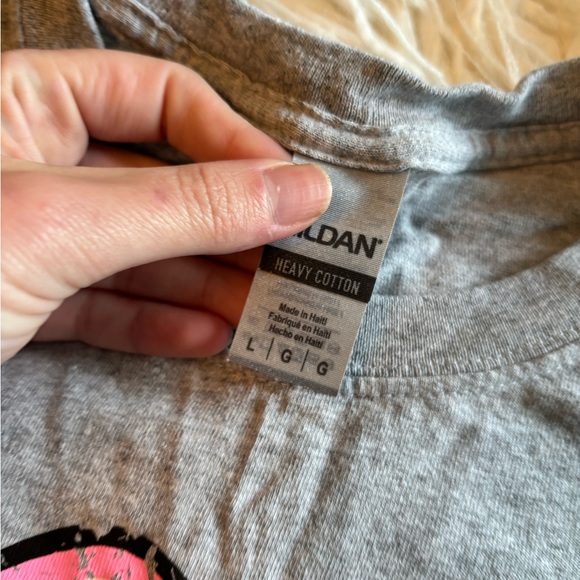 ILDAN®
HEAVY COTTON
Made in Haiti
Fabriqué en Haïti
Hecho en Haiti
L | G | G